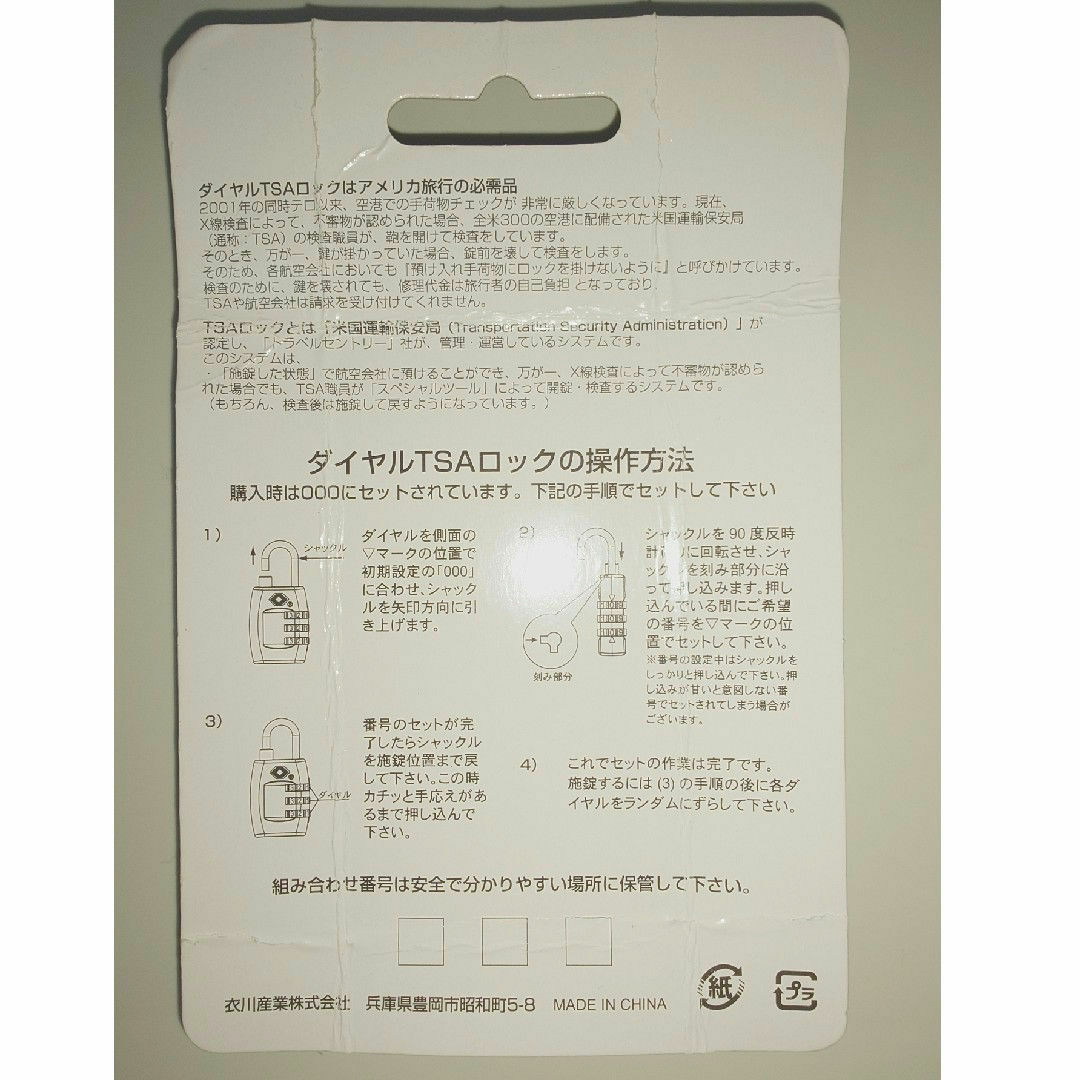 ダイヤルTSAロックはアメリカ旅行の必需品
2001年の同時テロ以来、空港での手荷物チェックが 非常に厳しくなっています。現在、
X線検査によって、不審物が認められた場合、全米300の空港に配備された米国運輸保安局
(通称:TSA)の検査職員が、鞄を開けて検査をしています。
そのとき、万が一、鍵が掛かっていた場合、錠前を壊して検査をします。
そのため、各航空会社においても『預け入れ手荷物にロックを掛けないように』と呼びかけています。
検査のために、鍵を壊されても、修理代金は旅行者の自己負担 となっており、
TSAや航空会社は請求を受け付けてくれません。
TSAロックとは「米国運輸保安局(Transportation Security Administration)」が
認定し、「トラベルセントリー」社が、管理・運営しているシステムです。
このシステムは、
・「施錠した状態」で航空会社に預けることができ、万が一、X線検査によって不審物が認めら
れた場合でも、TSA職員が「スペシャルツール」によって開錠・検査するシステムです。
(もちろん、検査後は施錠して戻すようになっています。)
ダイヤルTSAロックの操作方法
購入時は000にセットされています。下記の手順でセットして下さい
1)
シャックル
ダイヤルを側面の
▽マークの位置で
初期設定の「000」
に合わせ、シャック
ルを矢印方向に引
き上げます。
2)
刻み部分
シャックルを90度反時
計回りに回転させ、シャ
ックルを刻み部分に沿
って押し込みます。押し
込んでいる間にご希望
の番号を▽マークの位
置でセットして下さい。
※番号の設定中はシャックルを
しっかりと押し込んで下さい。押
し込みが甘いと意図しない番
号でセットされてしまう場合が
ございます。
3)
ダイヤル
番号のセットが完
了したらシャックル
を施錠位置まで戻
して下さい。この時
カチッと手応えがあ
るまで押し込んで
下さい。
4)
これでセットの作業は完了です。
施錠するには(3)の手順の後に各ダ
イヤルをランダムにずらして下さい。
組み合わせ番号は安全で分かりやすい場所に保管して下さい。
衣川産業株式会社 兵庫県豊岡市昭和町5-8 MADE IN CHINA
紙
プラ